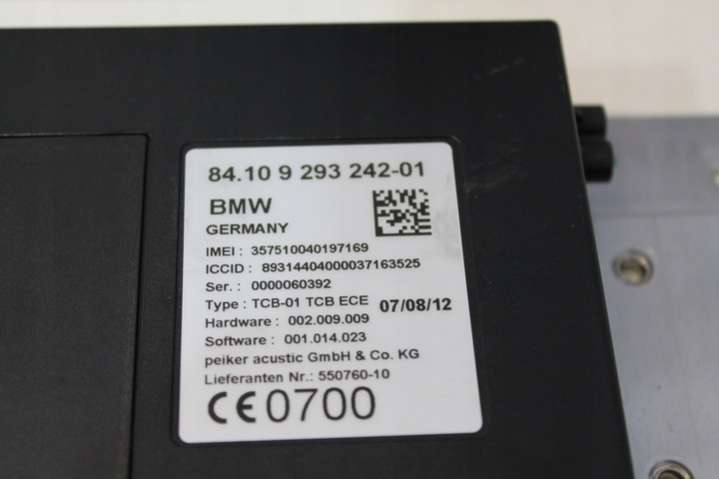 84.10 9 293 242-01
BMW
GERMANY
IMEI : 357510040197169
ICCID : 89314404000037163525
Ser. : 0000060392
Type : TCB-01 TCB ECE 07/08/12
Hardware : 002.009.009
Software : 001.014.023
peiker acustic GmbH & Co. KG
Lieferanten Nr.: 550760-10
CE0700